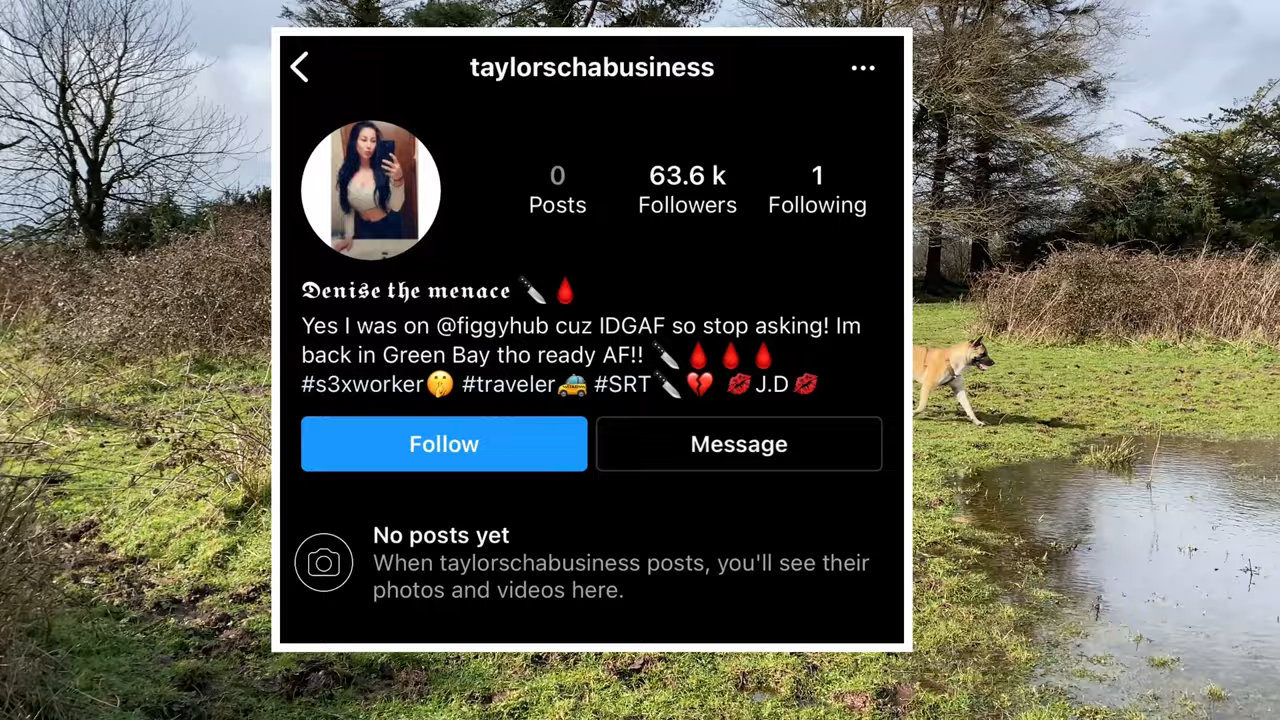 taylorschabusiness
0
Posts
63.6 k
Followers
1
Following
𝕯𝖊𝖓𝖎𝖘𝖊 𝖙𝖍𝖊 𝖒𝖊𝖓𝖆𝖈𝖊 🔪🩸
Yes I was on @figgyhub cuz IDGAF so stop asking! Im
back in Green Bay tho ready AF!! 🔪🩸🩸🩸
#s3xworker🤫 #traveler🚕 #SRT🔪💔 💋J.D💋
Follow
Message
No posts yet
When taylorschabusiness posts, you'll see their
photos and videos here.